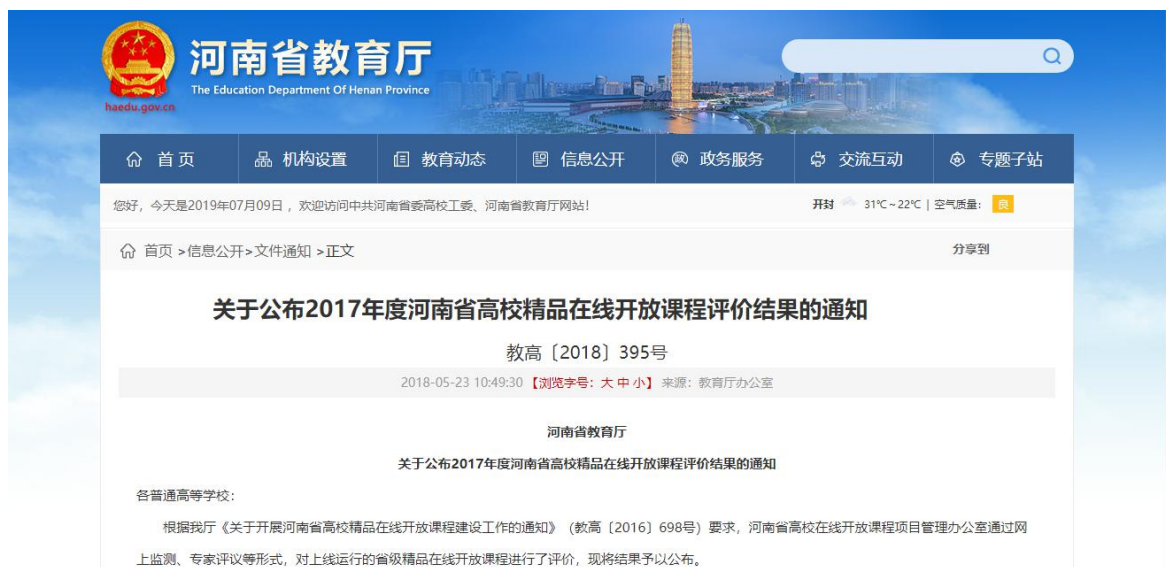 河南省教育厅
The Education Department Of Henan Province
haedu.gov.cn
首页 机构设置 教育动态 信息公开 政务服务 交流互动 专题子站
您好，今天是2019年07月09日，欢迎访问中共河南省委高校工委、河南省教育厅网站! 开封 31℃~22℃ | 空气质量： 良
首页 >信息公开>文件通知 >正文 分享到
关于公布2017年度河南省高校精品在线开放课程评价结果的通知
教高〔2018〕395号
2018-05-23 10:49:30 【浏览字号：大 中 小】 来源：教育厅办公室
河南省教育厅
关于公布2017年度河南省高校精品在线开放课程评价结果的通知
各普通高等学校：
根据我厅《关于开展河南省高校精品在线开放课程建设工作的通知》（教高〔2016〕698号）要求，河南省高校在线开放课程项目管理办公室通过网
上监测、专家评议等形式，对上线运行的省级精品在线开放课程进行了评价，现将结果予以公布。